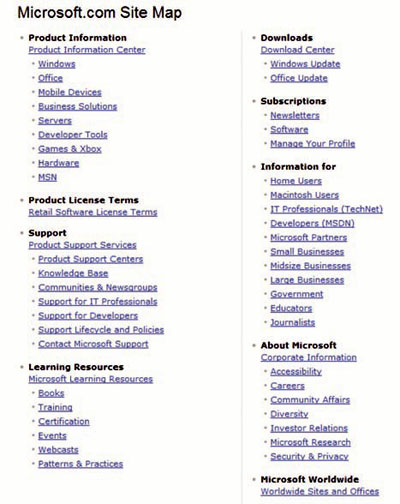 Microsoft.com Site Map
Product Information
Product Information Center
Windows
Office
Mobile Devices
Business Solutions
Servers
Developer Tools
Games & Xbox
Hardware
MSN
Product License Terms
Retail Software License Terms
Support
Product Support Services
Product Support Centers
Knowledge Base
Communities & Newsgroups
Support for IT Professionals
Support for Developers
Support Lifecycle and Policies
Contact Microsoft Support
Learning Resources
Microsoft Learning Resources
Books
Training
Certification
Events
Webcasts
Patterns & Practices
Downloads
Download Center
Windows Update
Office Update
Subscriptions
Newsletters
Software
Manage Your Profile
Information for
Home Users
Macintosh Users
IT Professionals (TechNet)
Developers (MSDN)
Microsoft Partners
Small Businesses
Midsize Businesses
Large Businesses
Government
Educators
Journalists
About Microsoft
Corporate Information
Accessibility
Careers
Community Affairs
Diversity
Investor Relations
Microsoft Research
Security & Privacy
Microsoft Worldwide
Worldwide Sites and Offices